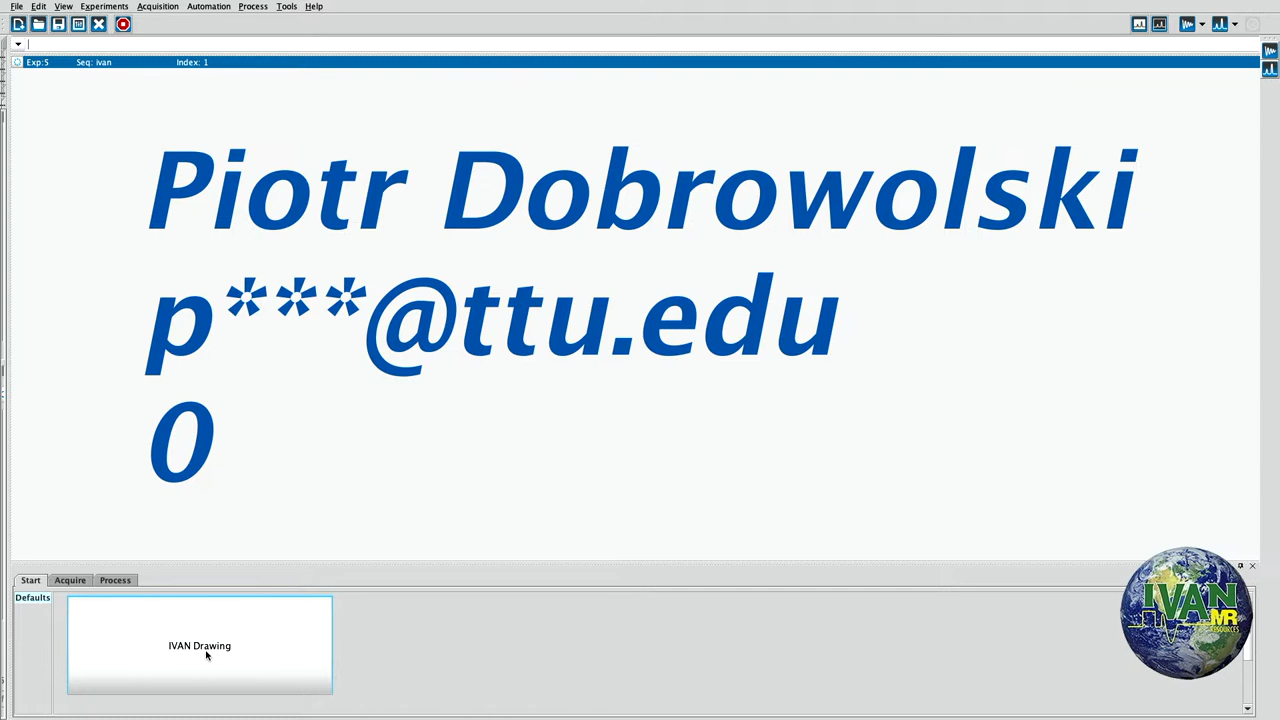 File Edit View Experiments Acquisition Automation Process Tools Help
Exp:5 Seq: ivan Index: 1
Piotr Dobrowolski
p***@ttu.edu
0
Start Acquire Process
Defaults
IVAN Drawing
IVAN
MR
RESOURCES